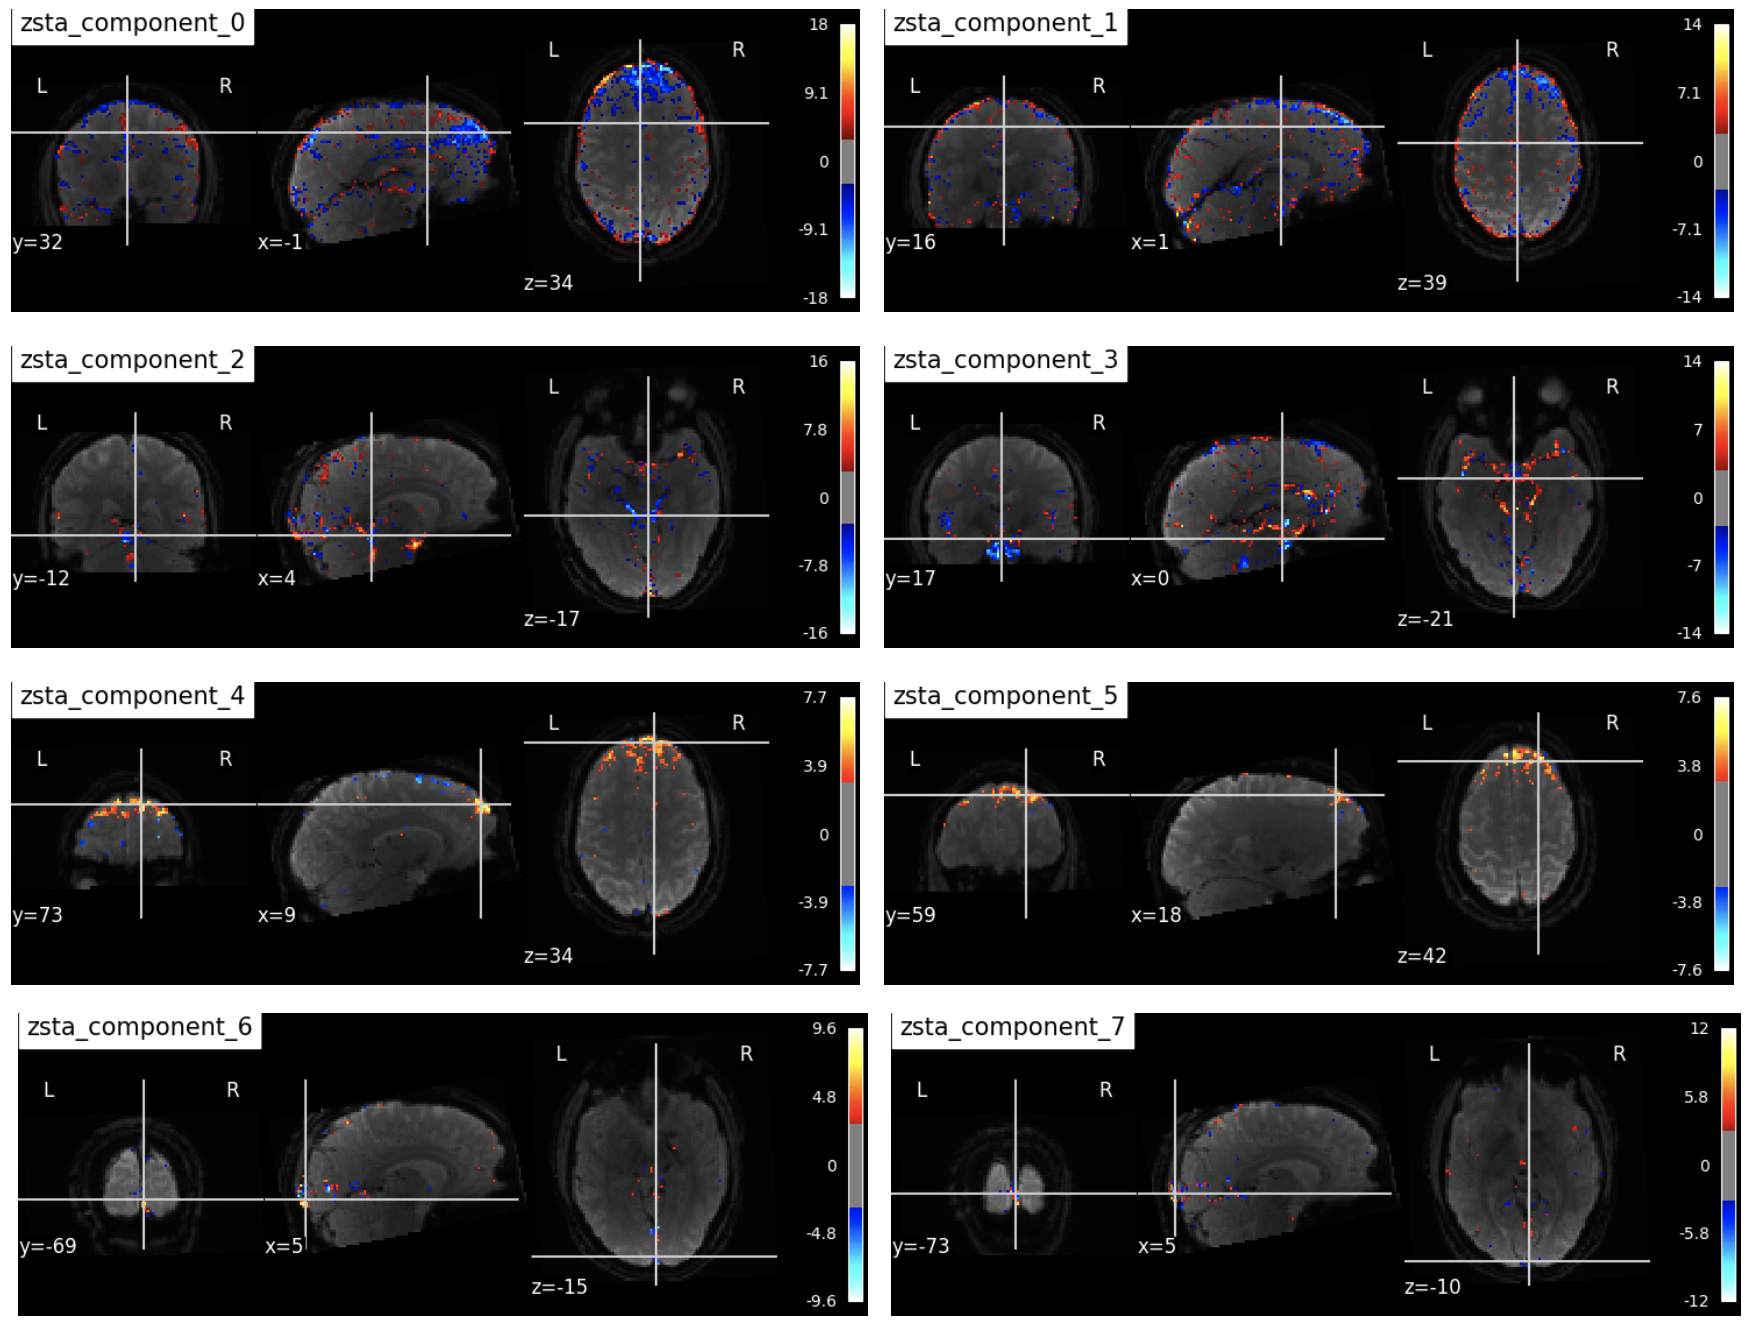 zsta_component_0
L R
L R
18
9.1
0
-9.1
-18
y=32
x=-1
z=34
zsta_component_1
L R
L R
14
7.1
0
-7.1
-14
y=16
x=1
z=39
zsta_component_2
L R
L R
16
7.8
0
-7.8
-16
y=-12
x=4
z=-17
zsta_component_3
L R
L R
14
7
0
-7
-14
y=17
x=0
z=-21
zsta_component_4
L R
L R
7.7
3.9
0
-3.9
-7.7
y=73
x=9
z=34
zsta_component_5
L R
L R
7.6
3.8
0
-3.8
-7.6
y=59
x=18
z=42
zsta_component_6
L R
L R
9.6
4.8
0
-4.8
-9.6
y=-69
x=5
z=-15
zsta_component_7
L R
L R
12
5.8
0
-5.8
-12
y=-73
x=5
z=-10